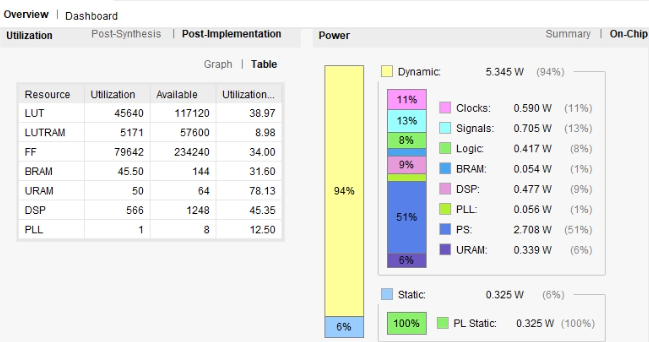 Overview | Dashboard
Utilization Post-Synthesis | Post-Implementation
Graph | Table
Resource Utilization Available Utilization...
LUT 45640 117120 38.97
LUTRAM 5171 57600 8.98
FF 79642 234240 34.00
BRAM 45.50 144 31.60
URAM 50 64 78.13
DSP 566 1248 45.35
PLL 1 8 12.50
Power Summary | On-Chip
94%
6%
Dynamic: 5.345 W (94%)
11%
13%
8%
9%
51%
6%
Clocks: 0.590 W (11%)
Signals: 0.705 W (13%)
Logic: 0.417 W (8%)
BRAM: 0.054 W (1%)
DSP: 0.477 W (9%)
PLL: 0.056 W (1%)
PS: 2.708 W (51%)
URAM: 0.339 W (6%)
Static: 0.325 W (6%)
100%
PL Static: 0.325 W (100%)